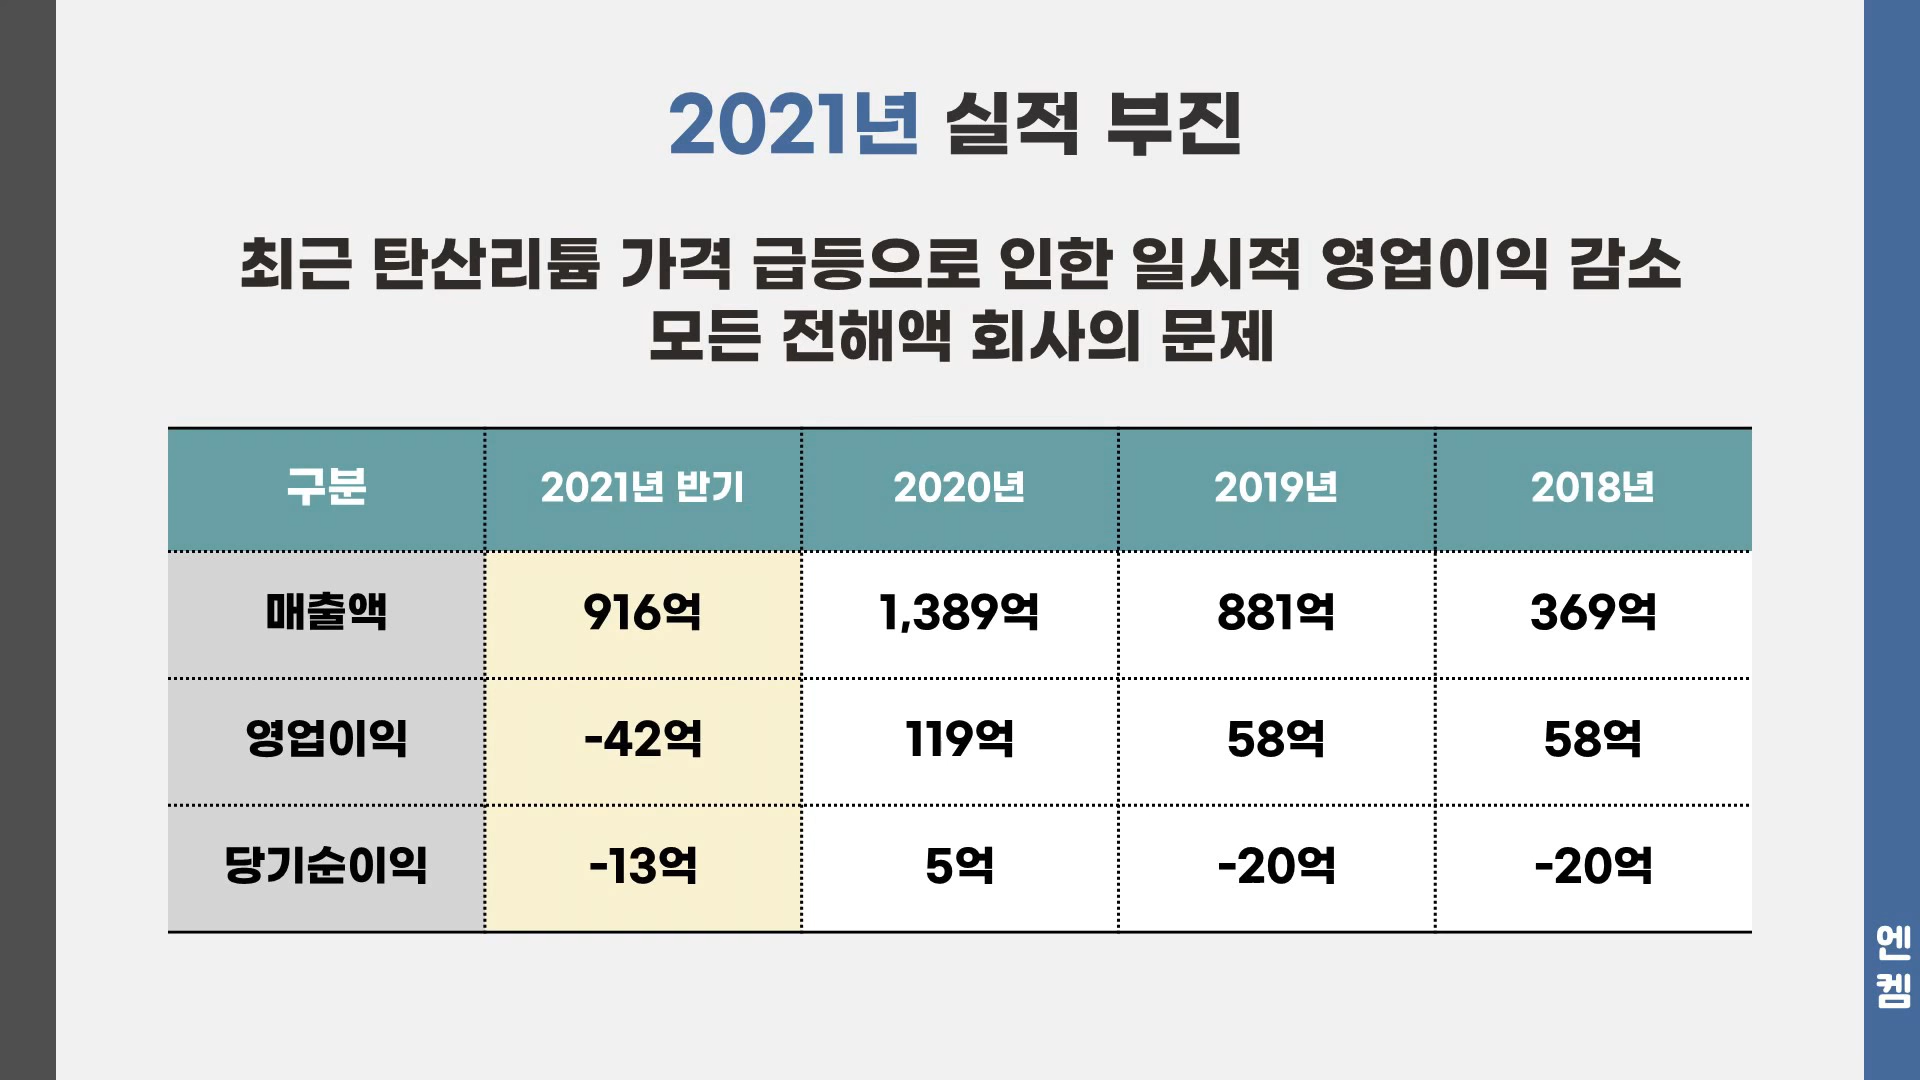 2021년 실적 부진
최근 탄산리튬 가격 급등으로 인한 일시적 영업이익 감소
모든 전해액 회사의 문제
구분 2021년 반기 2020년 2019년 2018년
매출액 916억 1,389억 881억 369억
영업이익 -42억 119억 58억 58억
당기순이익 -13억 5억 -20억 -20억
엔켐